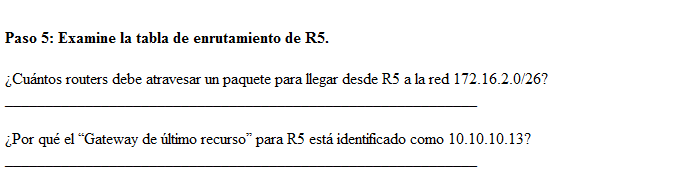 Paso 5: Examine la tabla de enrutamiento de R5.
¿Cuántos routers debe atravesar un paquete para llegar desde R5 a la red 172.16.2.0/26?
¿Por qué el “Gateway de último recurso” para R5 está identificado como 10.10.10.13?